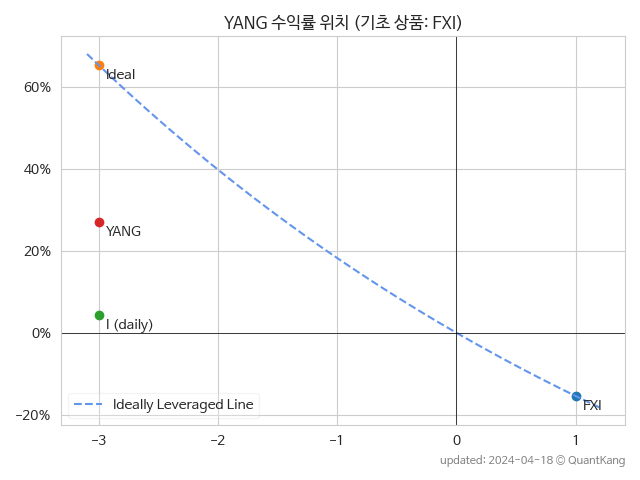 YANG 수익률 위치 (기초 상품: FXI)
60%
40%
20%
0%
−20%
Ideal
YANG
I (daily)
FXI
Ideally Leveraged Line
−3
−2
−1
0
1
updated: 2024-04-18 © QuantKang